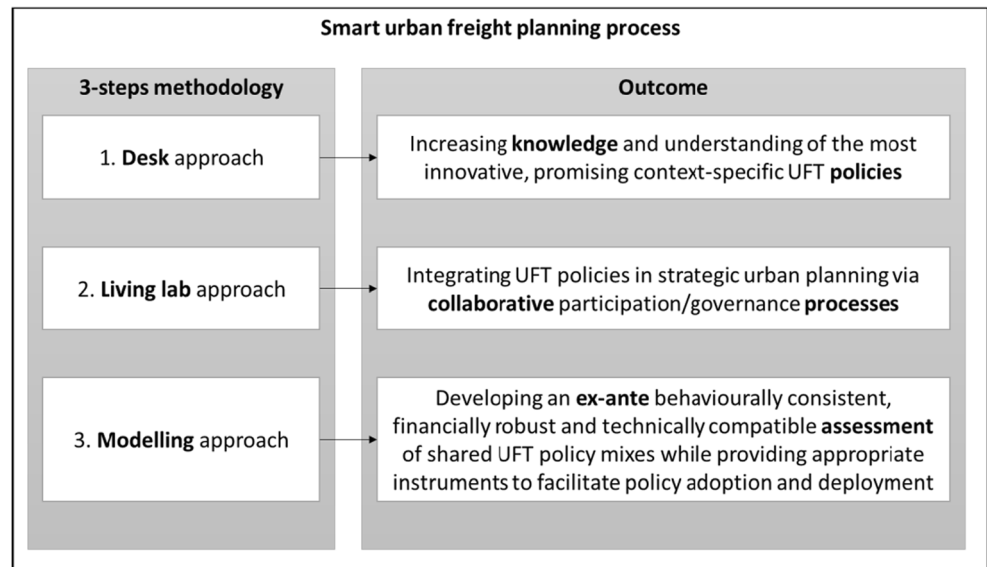 Smart urban freight planning process
3-steps methodology
Outcome
1. Desk approach
Increasing knowledge and understanding of the most
innovative, promising context-specific UFT policies
2. Living lab approach
Integrating UFT policies in strategic urban planning via
collaborative participation/governance processes
3. Modelling approach
Developing an ex-ante behaviourally consistent,
financially robust and technically compatible assessment
of shared UFT policy mixes while providing appropriate
instruments to facilitate policy adoption and deployment